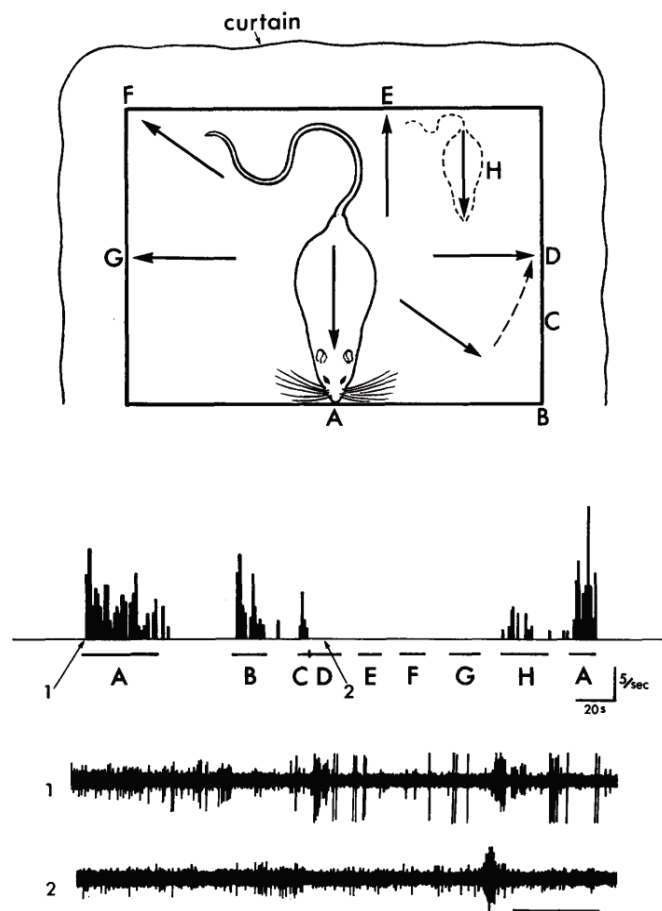 curtain
F E
H
G D
C
A B
A B C D E F G H A
1 2 5/sec
20s
1
2